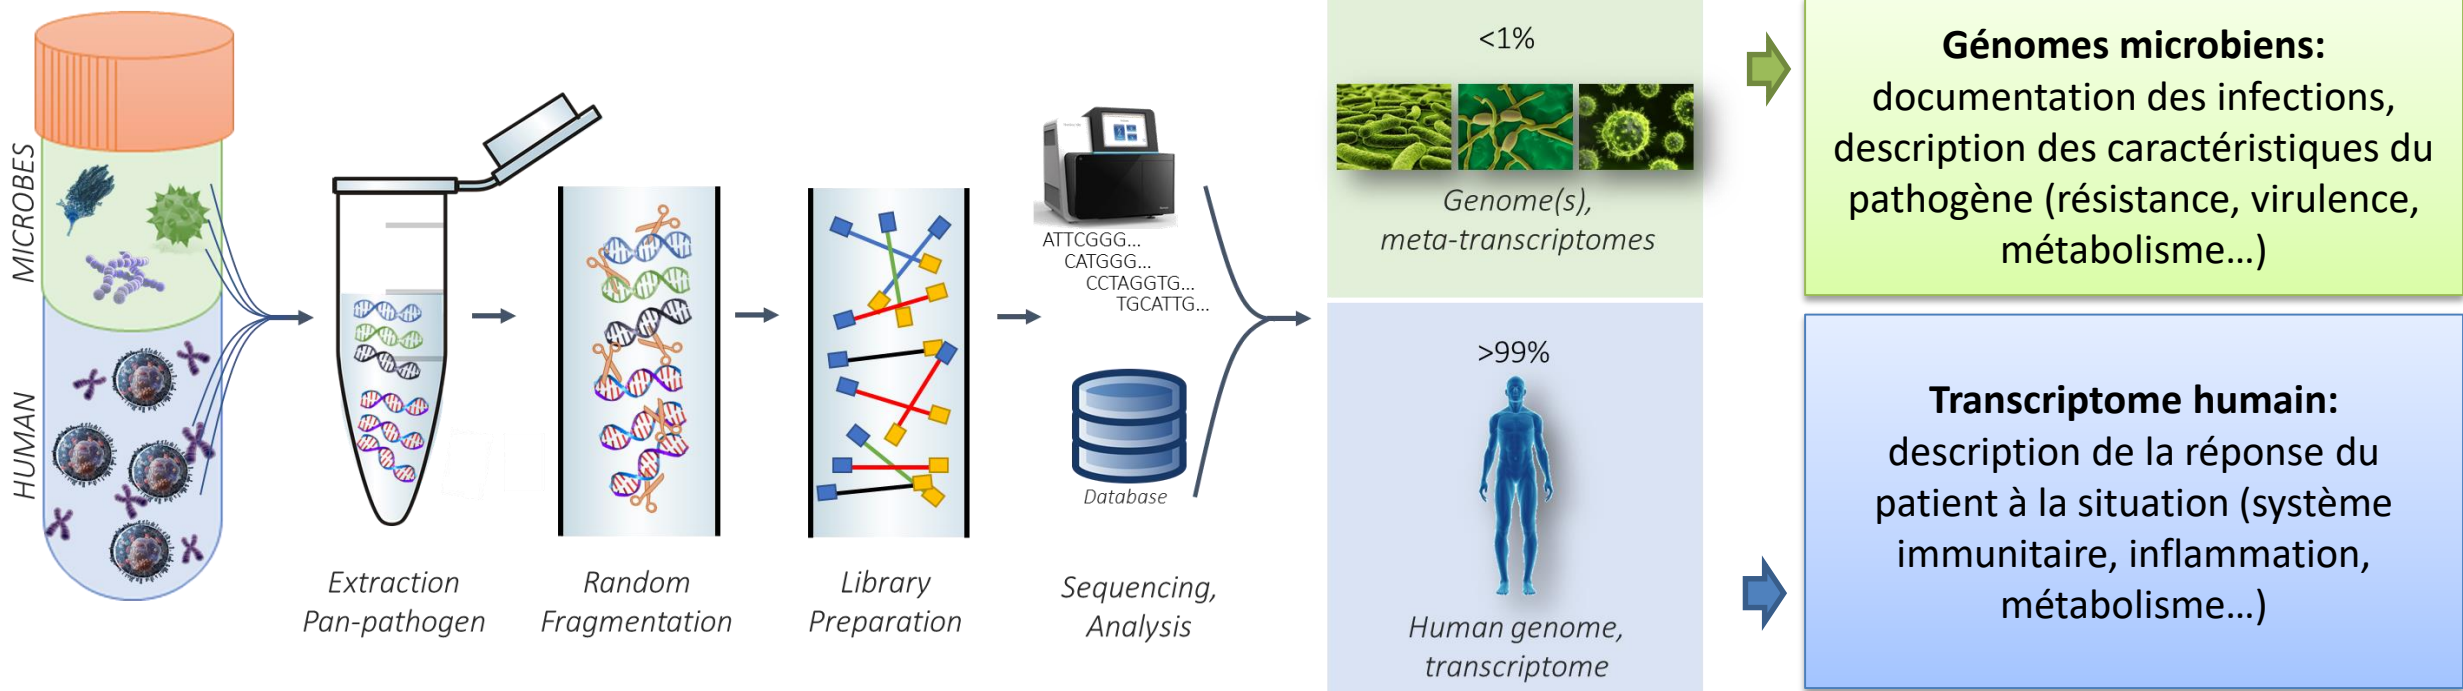 MICROBES
HUMAN
Extraction
Pan-pathogen
Random
Fragmentation
Library
Preparation
ATTCGGG...
CATGGG...
CCTAGGTG...
TGCATTG...
Database
Sequencing,
Analysis
<1%
Genome(s),
meta-transcriptomes
>99%
Human genome,
transcriptome
Génomes microbiens:
documentation des infections,
description des caractéristiques du
pathogène (résistance, virulence,
métabolisme…)
Transcriptome humain:
description de la réponse du
patient à la situation (système
immunitaire, inflammation,
métabolisme…)